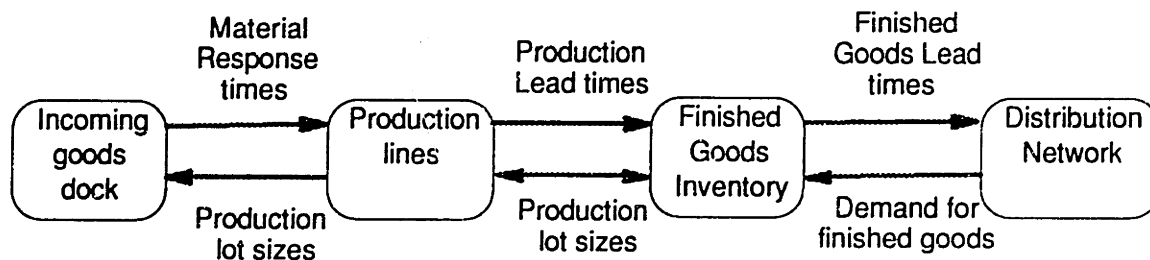 Material
Response
times
Production
Lead times
Finished
Goods Lead
times
Incoming
goods
dock
Production
lines
Finished
Goods
Inventory
Distribution
Network
Production
lot sizes
Production
lot sizes
Demand for
finished goods